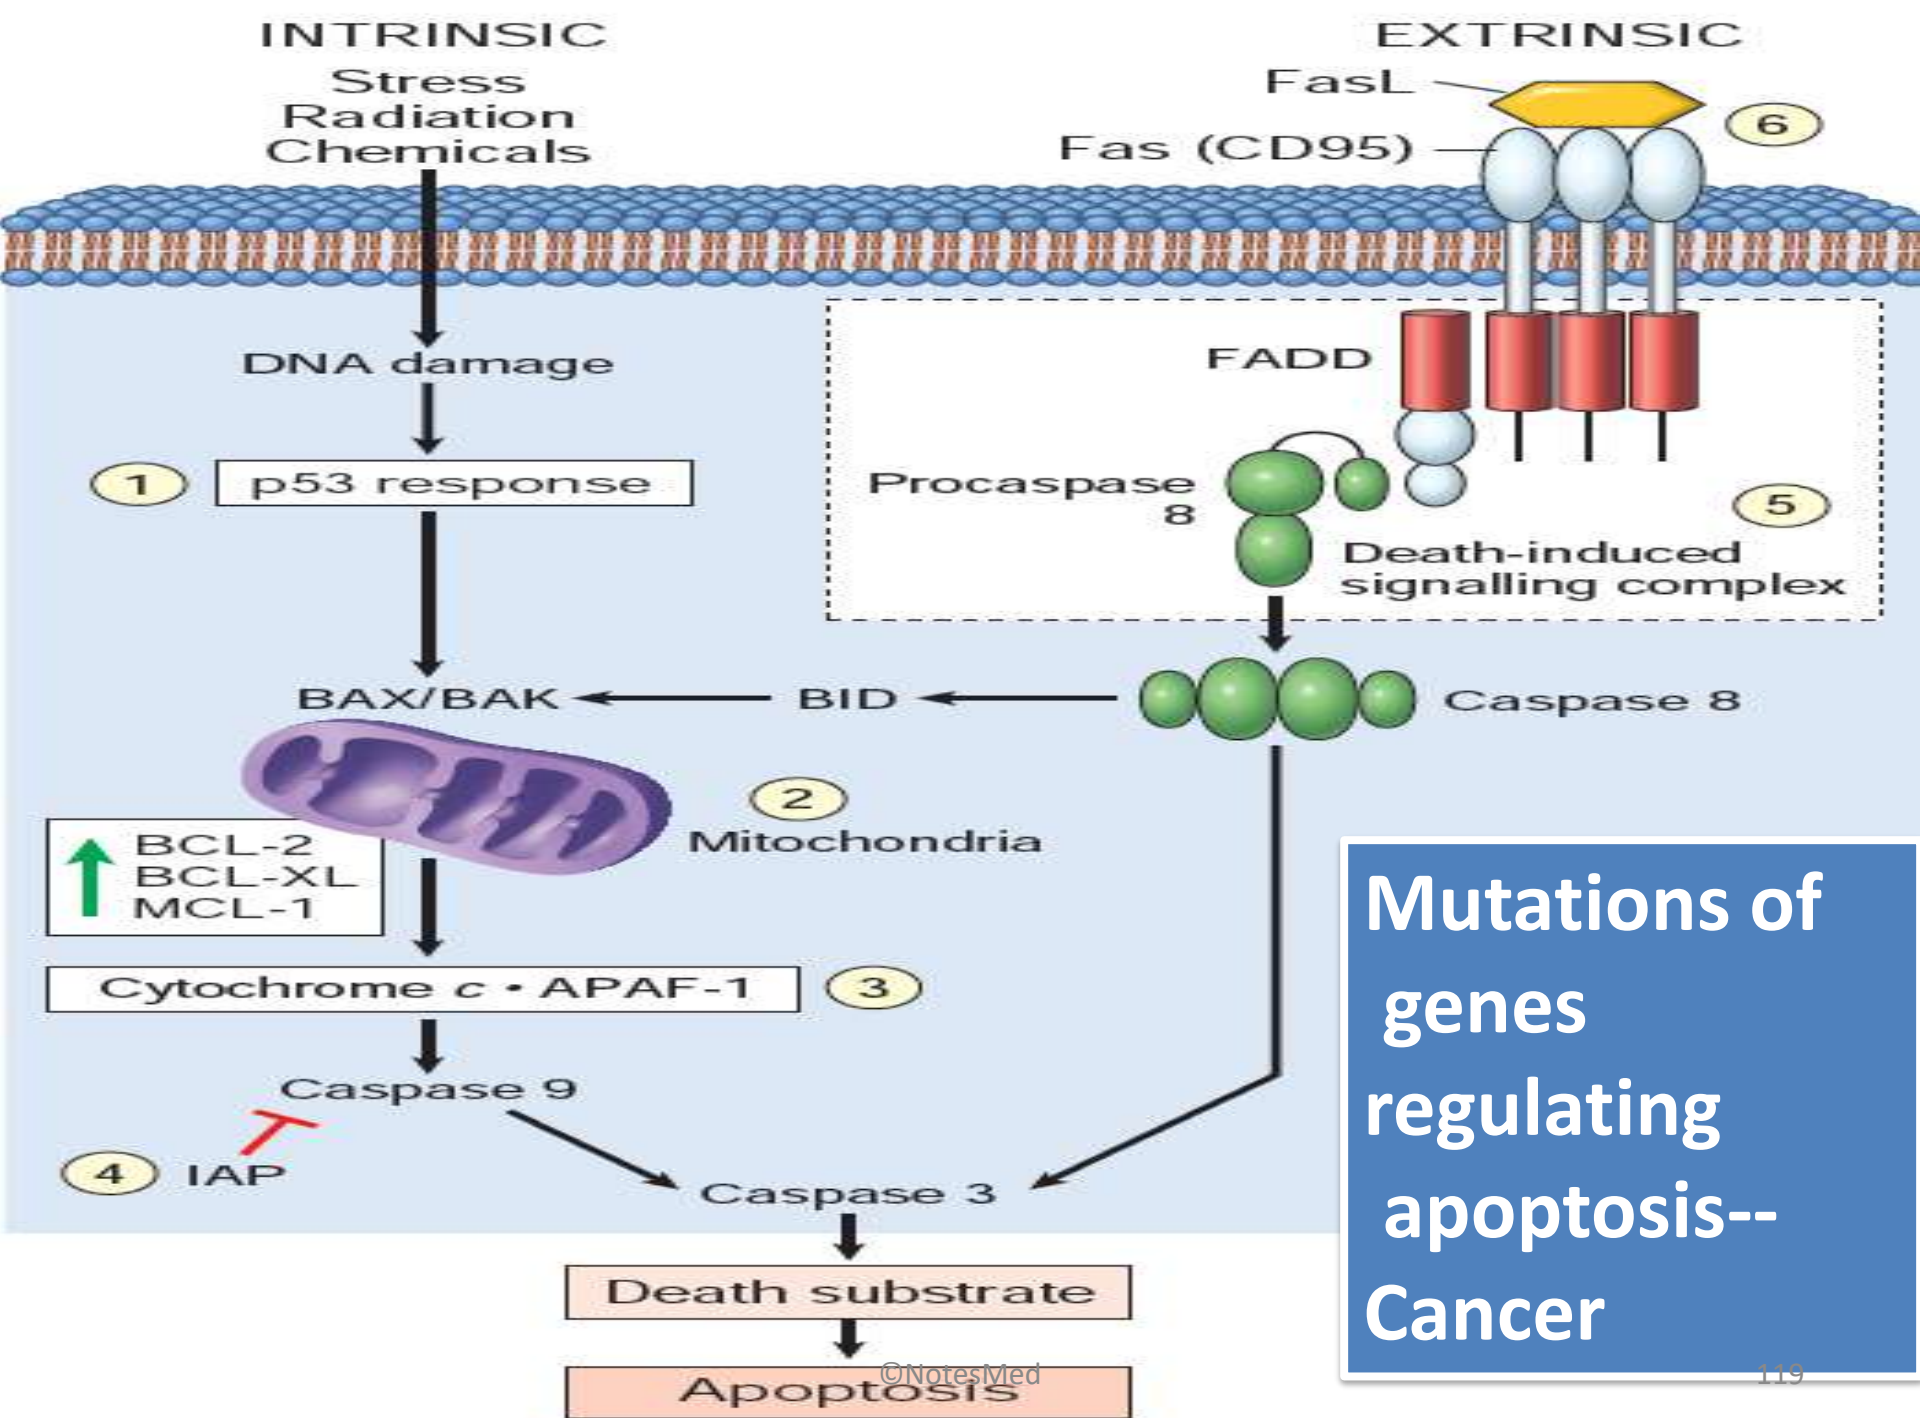 INTRINSIC
Stress
Radiation
Chemicals
EXTRINSIC
FasL
6
Fas (CD95)
DNA damage
FADD
1
p53 response
Procaspase
8
5
Death-induced
signalling complex
BAX/BAK
BID
Caspase 8
2
Mitochondria
BCL-2
BCL-XL
MCL-1
Cytochrome c • APAF-1
3
Caspase 9
4
IAP
Caspase 3
Death substrate
Apoptosis
Mutations of
genes
regulating
apoptosis--
Cancer
©NotesMed
119